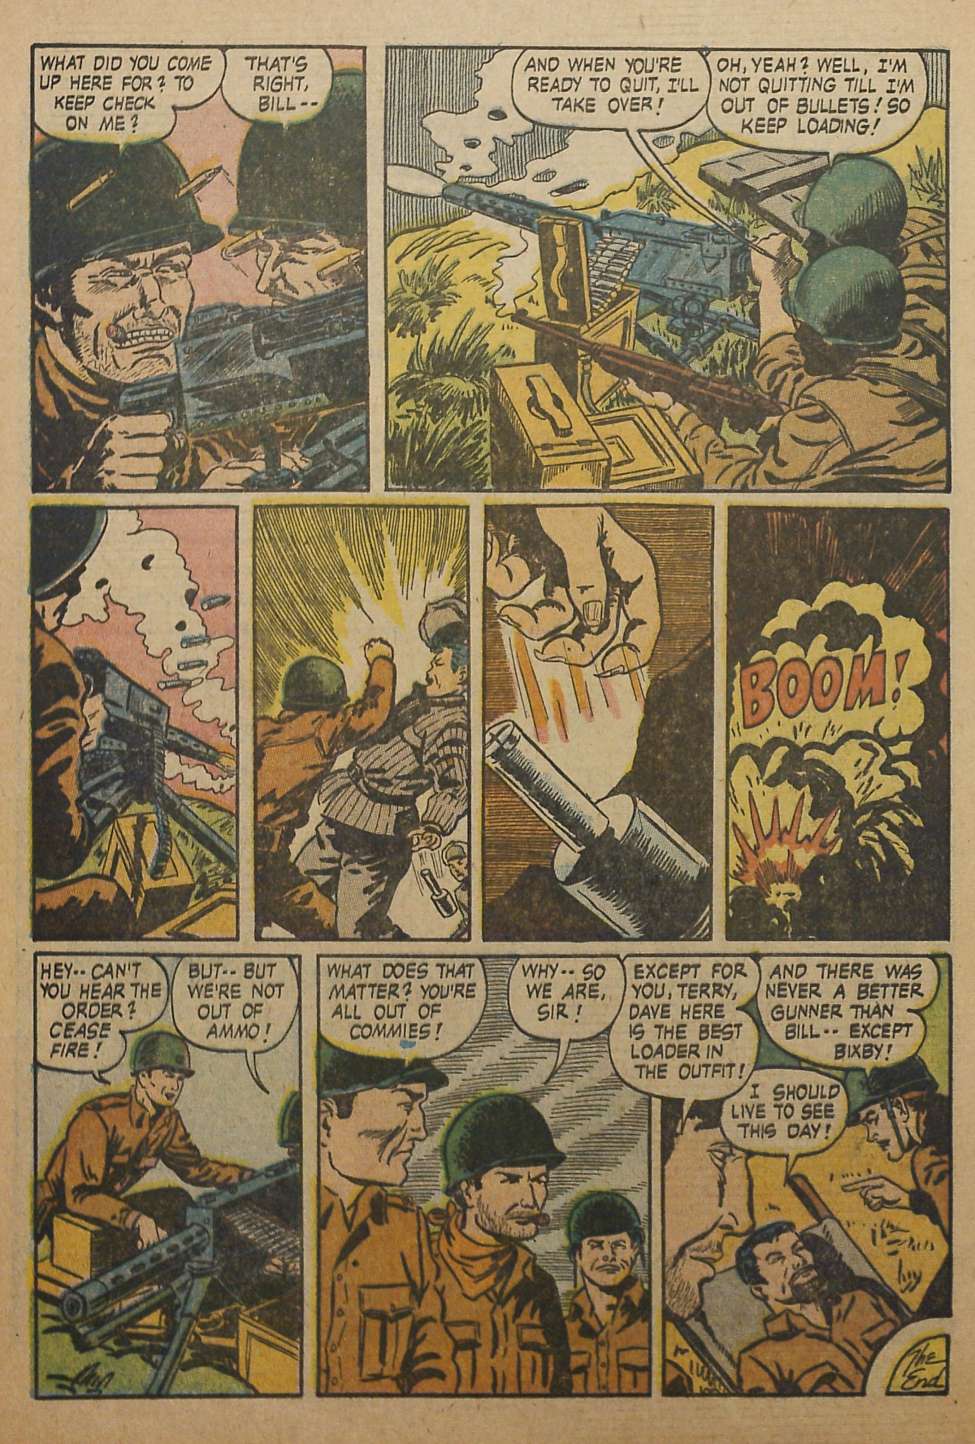 WHAT DID YOU COME
UP HERE FOR? TO
KEEP CHECK
ON ME?
THAT'S
RIGHT,
BILL--
AND WHEN YOU'RE
READY TO QUIT, I'LL
TAKE OVER!
OH, YEAH? WELL, I'M
NOT QUITTING TILL I'M
OUT OF BULLETS! SO
KEEP LOADING!
BOOM!
HEY-- CAN'T
YOU HEAR THE
ORDER?
CEASE
FIRE!
BUT-- BUT
WE'RE NOT
OUT OF
AMMO!
WHAT DOES THAT
MATTER? YOU'RE
ALL OUT OF
COMMIES!
WHY-- SO
WE ARE,
SIR!
EXCEPT FOR
YOU, TERRY,
DAVE HERE
IS THE BEST
LOADER IN
THE OUTFIT!
AND THERE WAS
NEVER A BETTER
GUNNER THAN
BILL-- EXCEPT
BIXBY!
I SHOULD
LIVE TO SEE
THIS DAY!
The
End